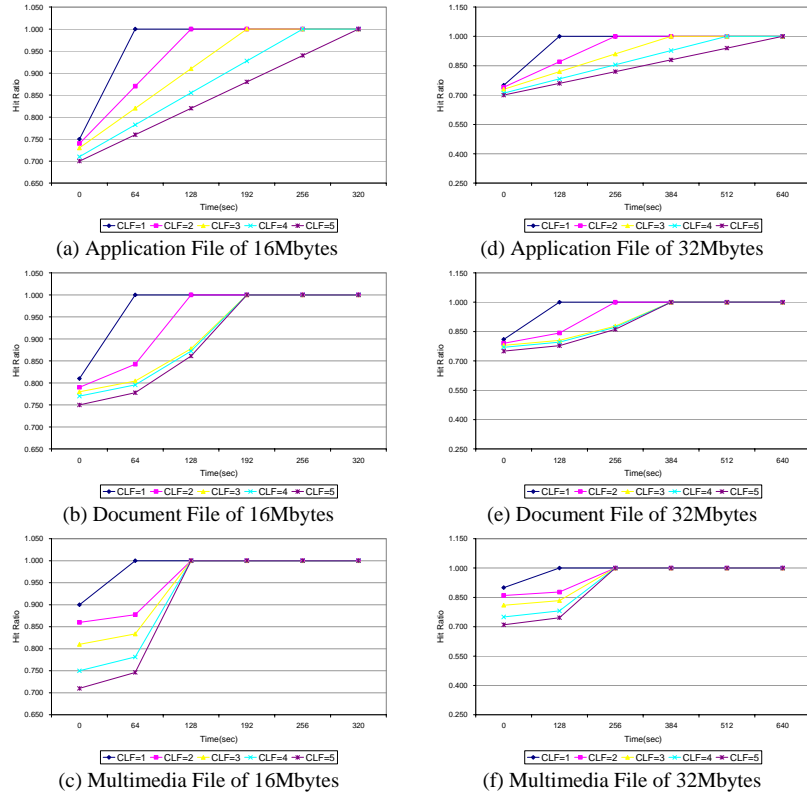 1.050
1.000
0.950
0.900
0.850
0.800
0.750
0.700
0.650
Hit Ratio
0 64 128 192 256 320
Time(sec)
CLF=1 CLF=2 CLF=3 CLF=4 CLF=5
(a) Application File of 16Mbytes
1.150
1.000
0.850
0.700
0.550
0.400
0.250
Hit Ratio
0 128 256 384 512 640
Time(sec)
CLF=1 CLF=2 CLF=3 CLF=4 CLF=5
(d) Application File of 32Mbytes
1.050
1.000
0.950
0.900
0.850
0.800
0.750
0.700
0.650
Hit Ratio
0 64 128 192 256 320
Time(sec)
CLF=1 CLF=2 CLF=3 CLF=4 CLF=5
(b) Document File of 16Mbytes
1.150
1.000
0.850
0.700
0.550
0.400
0.250
Hit Ratio
0 128 256 384 512 640
Time(sec)
CLF=1 CLF=2 CLF=3 CLF=4 CLF=5
(e) Document File of 32Mbytes
1.050
1.000
0.950
0.900
0.850
0.800
0.750
0.700
0.650
Hit Ratio
0 64 128 192 256 320
Time(sec)
CLF=1 CLF=2 CLF=3 CLF=4 CLF=5
(c) Multimedia File of 16Mbytes
1.150
1.000
0.850
0.700
0.550
0.400
0.250
Hit Ratio
0 128 256 384 512 640
Time(sec)
CLF=1 CLF=2 CLF=3 CLF=4 CLF=5
(f) Multimedia File of 32Mbytes